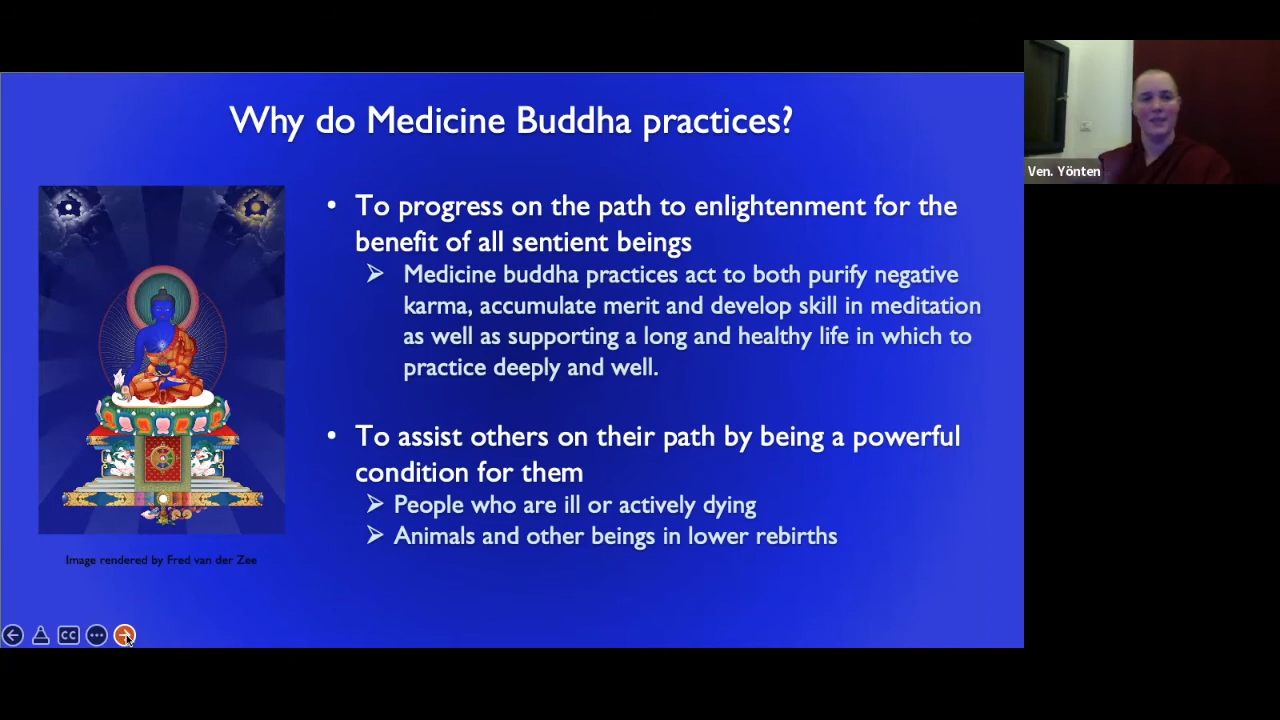 Why do Medicine Buddha practices?
Ven. Yönten
• To progress on the path to enlightenment for the
benefit of all sentient beings
➢ Medicine buddha practices act to both purify negative
karma, accumulate merit and develop skill in meditation
as well as supporting a long and healthy life in which to
practice deeply and well.
• To assist others on their path by being a powerful
condition for them
➢ People who are ill or actively dying
➢ Animals and other beings in lower rebirths
Image rendered by Fred van der Zee
CC